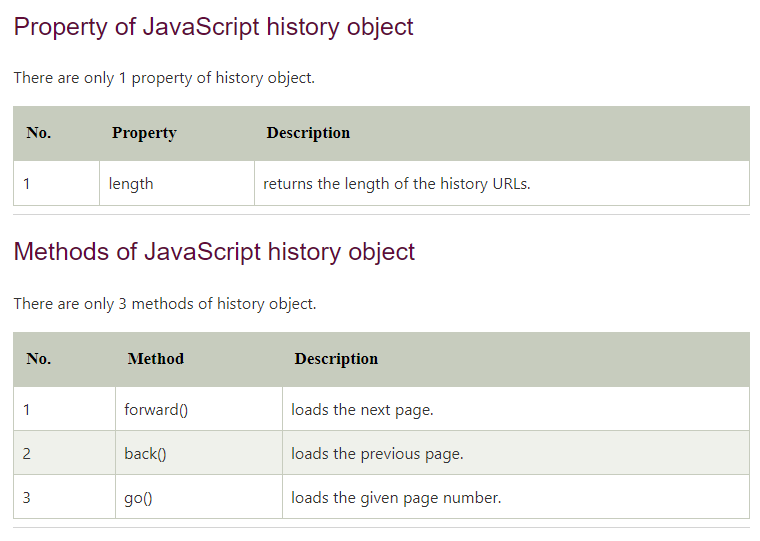 Property of JavaScript history object
There are only 1 property of history object.
No. Property Description
1 length returns the length of the history URLs.
Methods of JavaScript history object
There are only 3 methods of history object.
No. Method Description
1 forward() loads the next page.
2 back() loads the previous page.
3 go() loads the given page number.